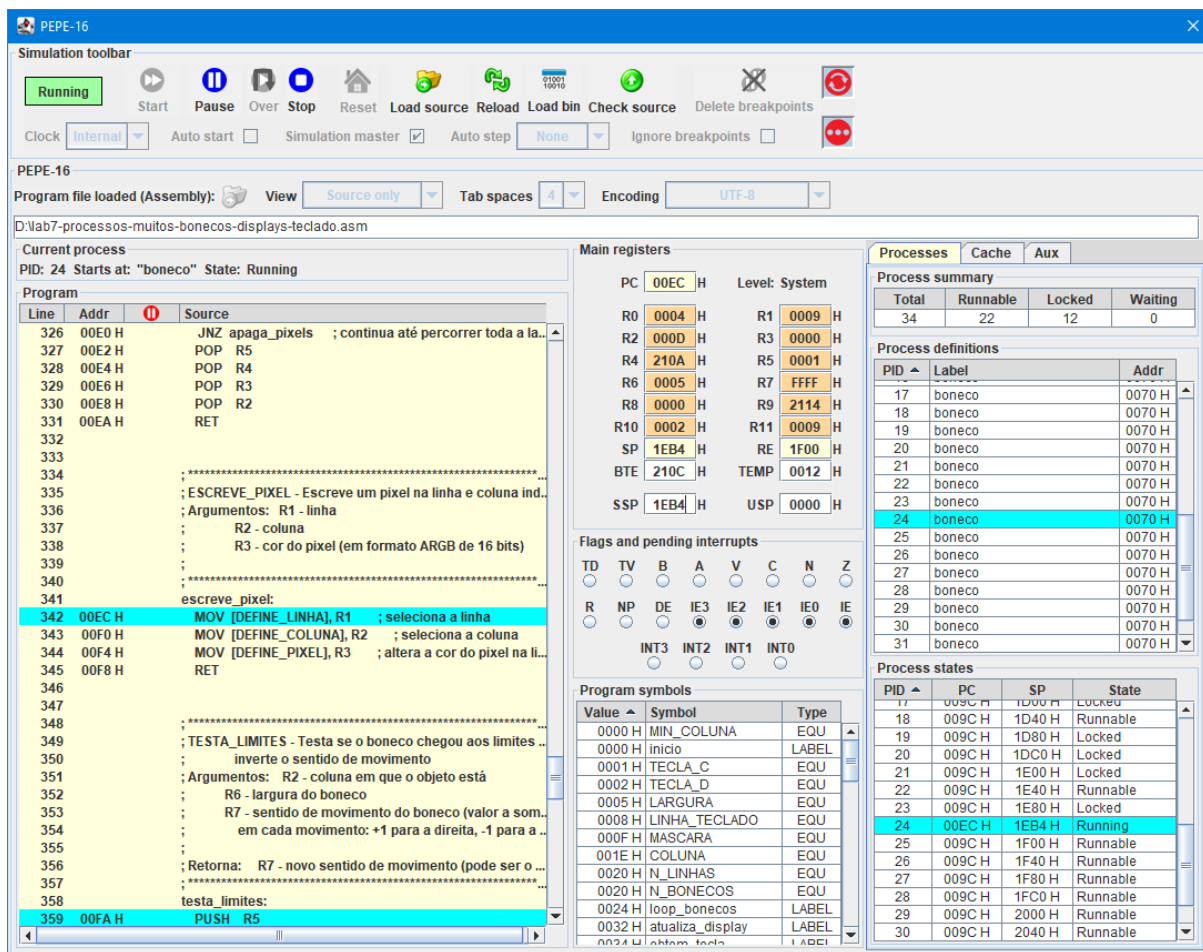 PEPE-16
Simulation toolbar
Running
Start Pause Over Stop Reset Load source Reload Load bin Check source Delete breakpoints
Clock Internal Auto start Simulation master Auto step None Ignore breakpoints
PEPE-16
Program file loaded (Assembly): View Source only Tab spaces 4 Encoding UTF-8
D:\lab7-processos-muitos-bonecos-displays-teclado.asm
Current process
PID: 24 Starts at: "boneco" State: Running
Program
Line Addr Source
326 00E0 H JNZ apaga_pixels ; continua até percorrer toda a la...
327 00E2 H POP R5
328 00E4 H POP R4
329 00E6 H POP R3
330 00E8 H POP R2
331 00EA H RET
332
333
334 ; **********************************************************************...
335 ; ESCREVE_PIXEL - Escreve um pixel na linha e coluna ind...
336 ; Argumentos: R1 - linha
337 ; R2 - coluna
338 ; R3 - cor do pixel (em formato ARGB de 16 bits)
339 ;
340 ; **********************************************************************...
341 escreve_pixel:
342 00EC H MOV [DEFINE_LINHA], R1 ; seleciona a linha
343 00F0 H MOV [DEFINE_COLUNA], R2 ; seleciona a coluna
344 00F4 H MOV [DEFINE_PIXEL], R3 ; altera a cor do pixel na li...
345 00F8 H RET
346
347
348 ; **********************************************************************...
349 ; TESTA_LIMITES - Testa se o boneco chegou aos limites ...
350 ; inverte o sentido de movimento
351 ; Argumentos: R2 - coluna em que o objeto está
352 ; R6 - largura do boneco
353 ; R7 - sentido de movimento do boneco (valor a som...
354 ; em cada movimento: +1 para a direita, -1 para a ...
355 ;
356 ; Retorna: R7 - novo sentido de movimento (pode ser o ...
357 ; **********************************************************************...
358 testa_limites:
359 00FA H PUSH R5
Main registers
PC 00EC H Level: System
R0 0004 H R1 0009 H
R2 000D H R3 0000 H
R4 210A H R5 0001 H
R6 0005 H R7 FFFF H
R8 0000 H R9 2114 H
R10 0002 H R11 0009 H
SP 1EB4 H RE 1F00 H
BTE 210C H TEMP 0012 H
SSP 1EB4 H USP 0000 H
Flags and pending interrupts
TD TV B A V C N Z
R NP DE IE3 IE2 IE1 IE0 IE
INT3 INT2 INT1 INT0
Program symbols
Value Symbol Type
0000 H MIN_COLUNA EQU
0000 H inicio LABEL
0001 H TECLA_C EQU
0002 H TECLA_D EQU
0005 H LARGURA EQU
0008 H LINHA_TECLADO EQU
000F H MASCARA EQU
001E H COLUNA EQU
0020 H N_LINHAS EQU
0020 H N_BONECOS EQU
0024 H loop_bonecos LABEL
0032 H atualiza_display LABEL
0034 H obtem_tecla LABEL
Processes Cache Aux
Process summary
Total Runnable Locked Waiting
34 22 12 0
Process definitions
PID Label Addr
17 boneco 0070 H
18 boneco 0070 H
19 boneco 0070 H
20 boneco 0070 H
21 boneco 0070 H
22 boneco 0070 H
23 boneco 0070 H
24 boneco 0070 H
25 boneco 0070 H
26 boneco 0070 H
27 boneco 0070 H
28 boneco 0070 H
29 boneco 0070 H
30 boneco 0070 H
31 boneco 0070 H
Process states
PID PC SP State
17 009C H 1D00 H Locked
18 009C H 1D40 H Runnable
19 009C H 1D80 H Locked
20 009C H 1DC0 H Locked
21 009C H 1E00 H Locked
22 009C H 1E40 H Runnable
23 009C H 1E80 H Locked
24 00EC H 1EB4 H Running
25 009C H 1F00 H Runnable
26 009C H 1F40 H Runnable
27 009C H 1F80 H Runnable
28 009C H 1FC0 H Runnable
29 009C H 2000 H Runnable
30 009C H 2040 H Runnable